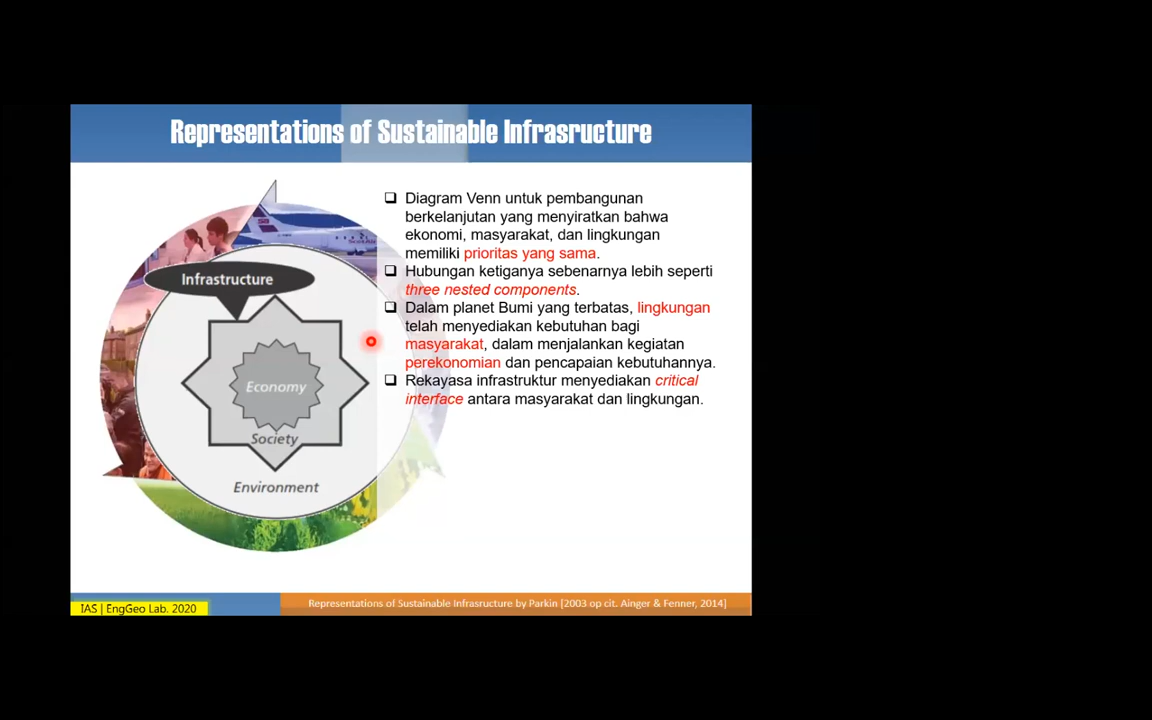 Representations of Sustainable Infrasructure
Infrastructure
Economy
Society
Environment
❑ Diagram Venn untuk pembangunan
berkelanjutan yang menyiratkan bahwa
ekonomi, masyarakat, dan lingkungan
memiliki prioritas yang sama.
❑ Hubungan ketiganya sebenarnya lebih seperti
three nested components.
❑ Dalam planet Bumi yang terbatas, lingkungan
telah menyediakan kebutuhan bagi
masyarakat, dalam menjalankan kegiatan
perekonomian dan pencapaian kebutuhannya.
❑ Rekayasa infrastruktur menyediakan critical
interface antara masyarakat dan lingkungan.
IAS | EngGeo Lab. 2020
Representations of Sustainable Infrasructure by Parkin [2003 op cit. Ainger & Fenner, 2014]